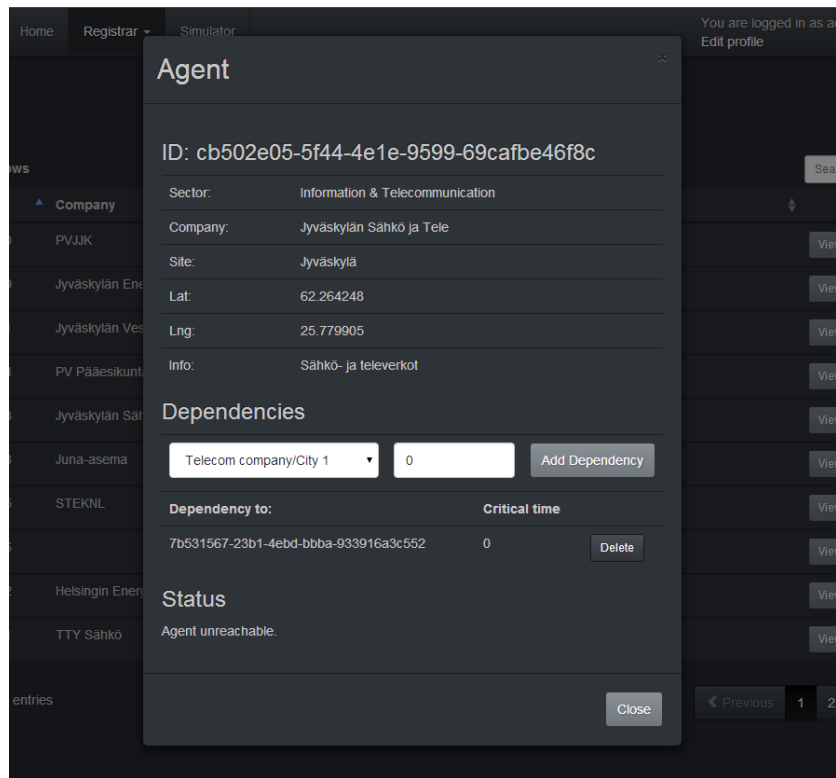 Home Registrar Simulator You are logged in as
Edit profile
Agent ×
ID: cb502e05-5f44-4e1e-9599-69cafbe46f8c
Sector: Information & Telecommunication
Company
Company: Jyväskylän Sähkö ja Tele
PVJJK
Site: Jyväskylä
Jyväskylän Ene
Lat: 62.264248
Jyväskylän Ves
Lng: 25.779905
PV Pääesikunt
Info: Sähkö- ja televerkot
Jyväskylän Säh
Dependencies
Juna-asema
Telecom company/City 1 0 Add Dependency
STEKNL
Dependency to: Critical time
7b531567-23b1-4ebd-bbba-933916a3c552 0 Delete
Helsingin Energ
Status
TTY Sähkö
Agent unreachable.
entries
Close
Previous 1 2